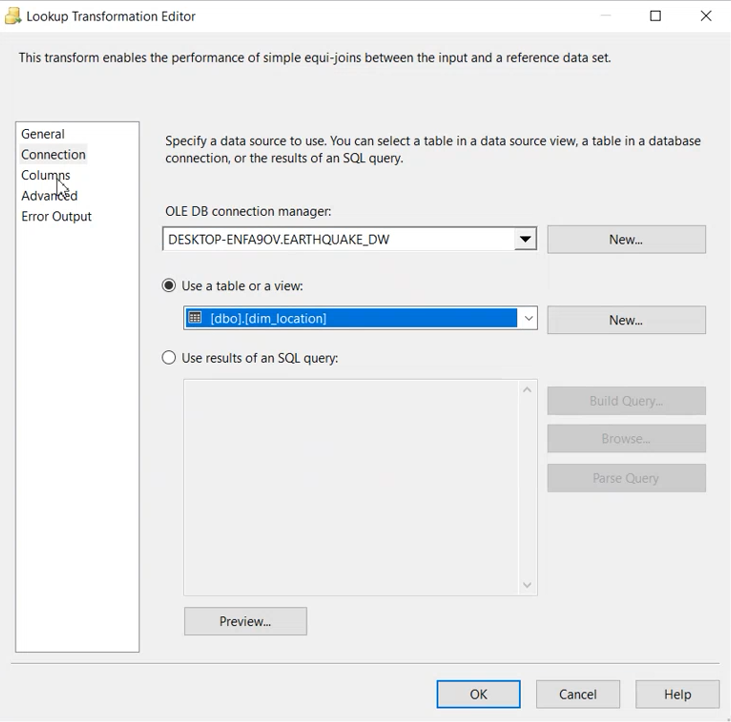 Lookup Transformation Editor
This transform enables the performance of simple equi-joins between the input and a reference data set.
General
Connection
Columns
Advanced
Error Output
Specify a data source to use. You can select a table in a data source view, a table in a database
connection, or the results of an SQL query.
OLE DB connection manager:
DESKTOP-ENFA9OV.EARTHQUAKE_DW
New...
Use a table or a view:
[dbo].[dim_location]
New...
Use results of an SQL query:
Build Query...
Browse...
Parse Query
Preview...
OK
Cancel
Help